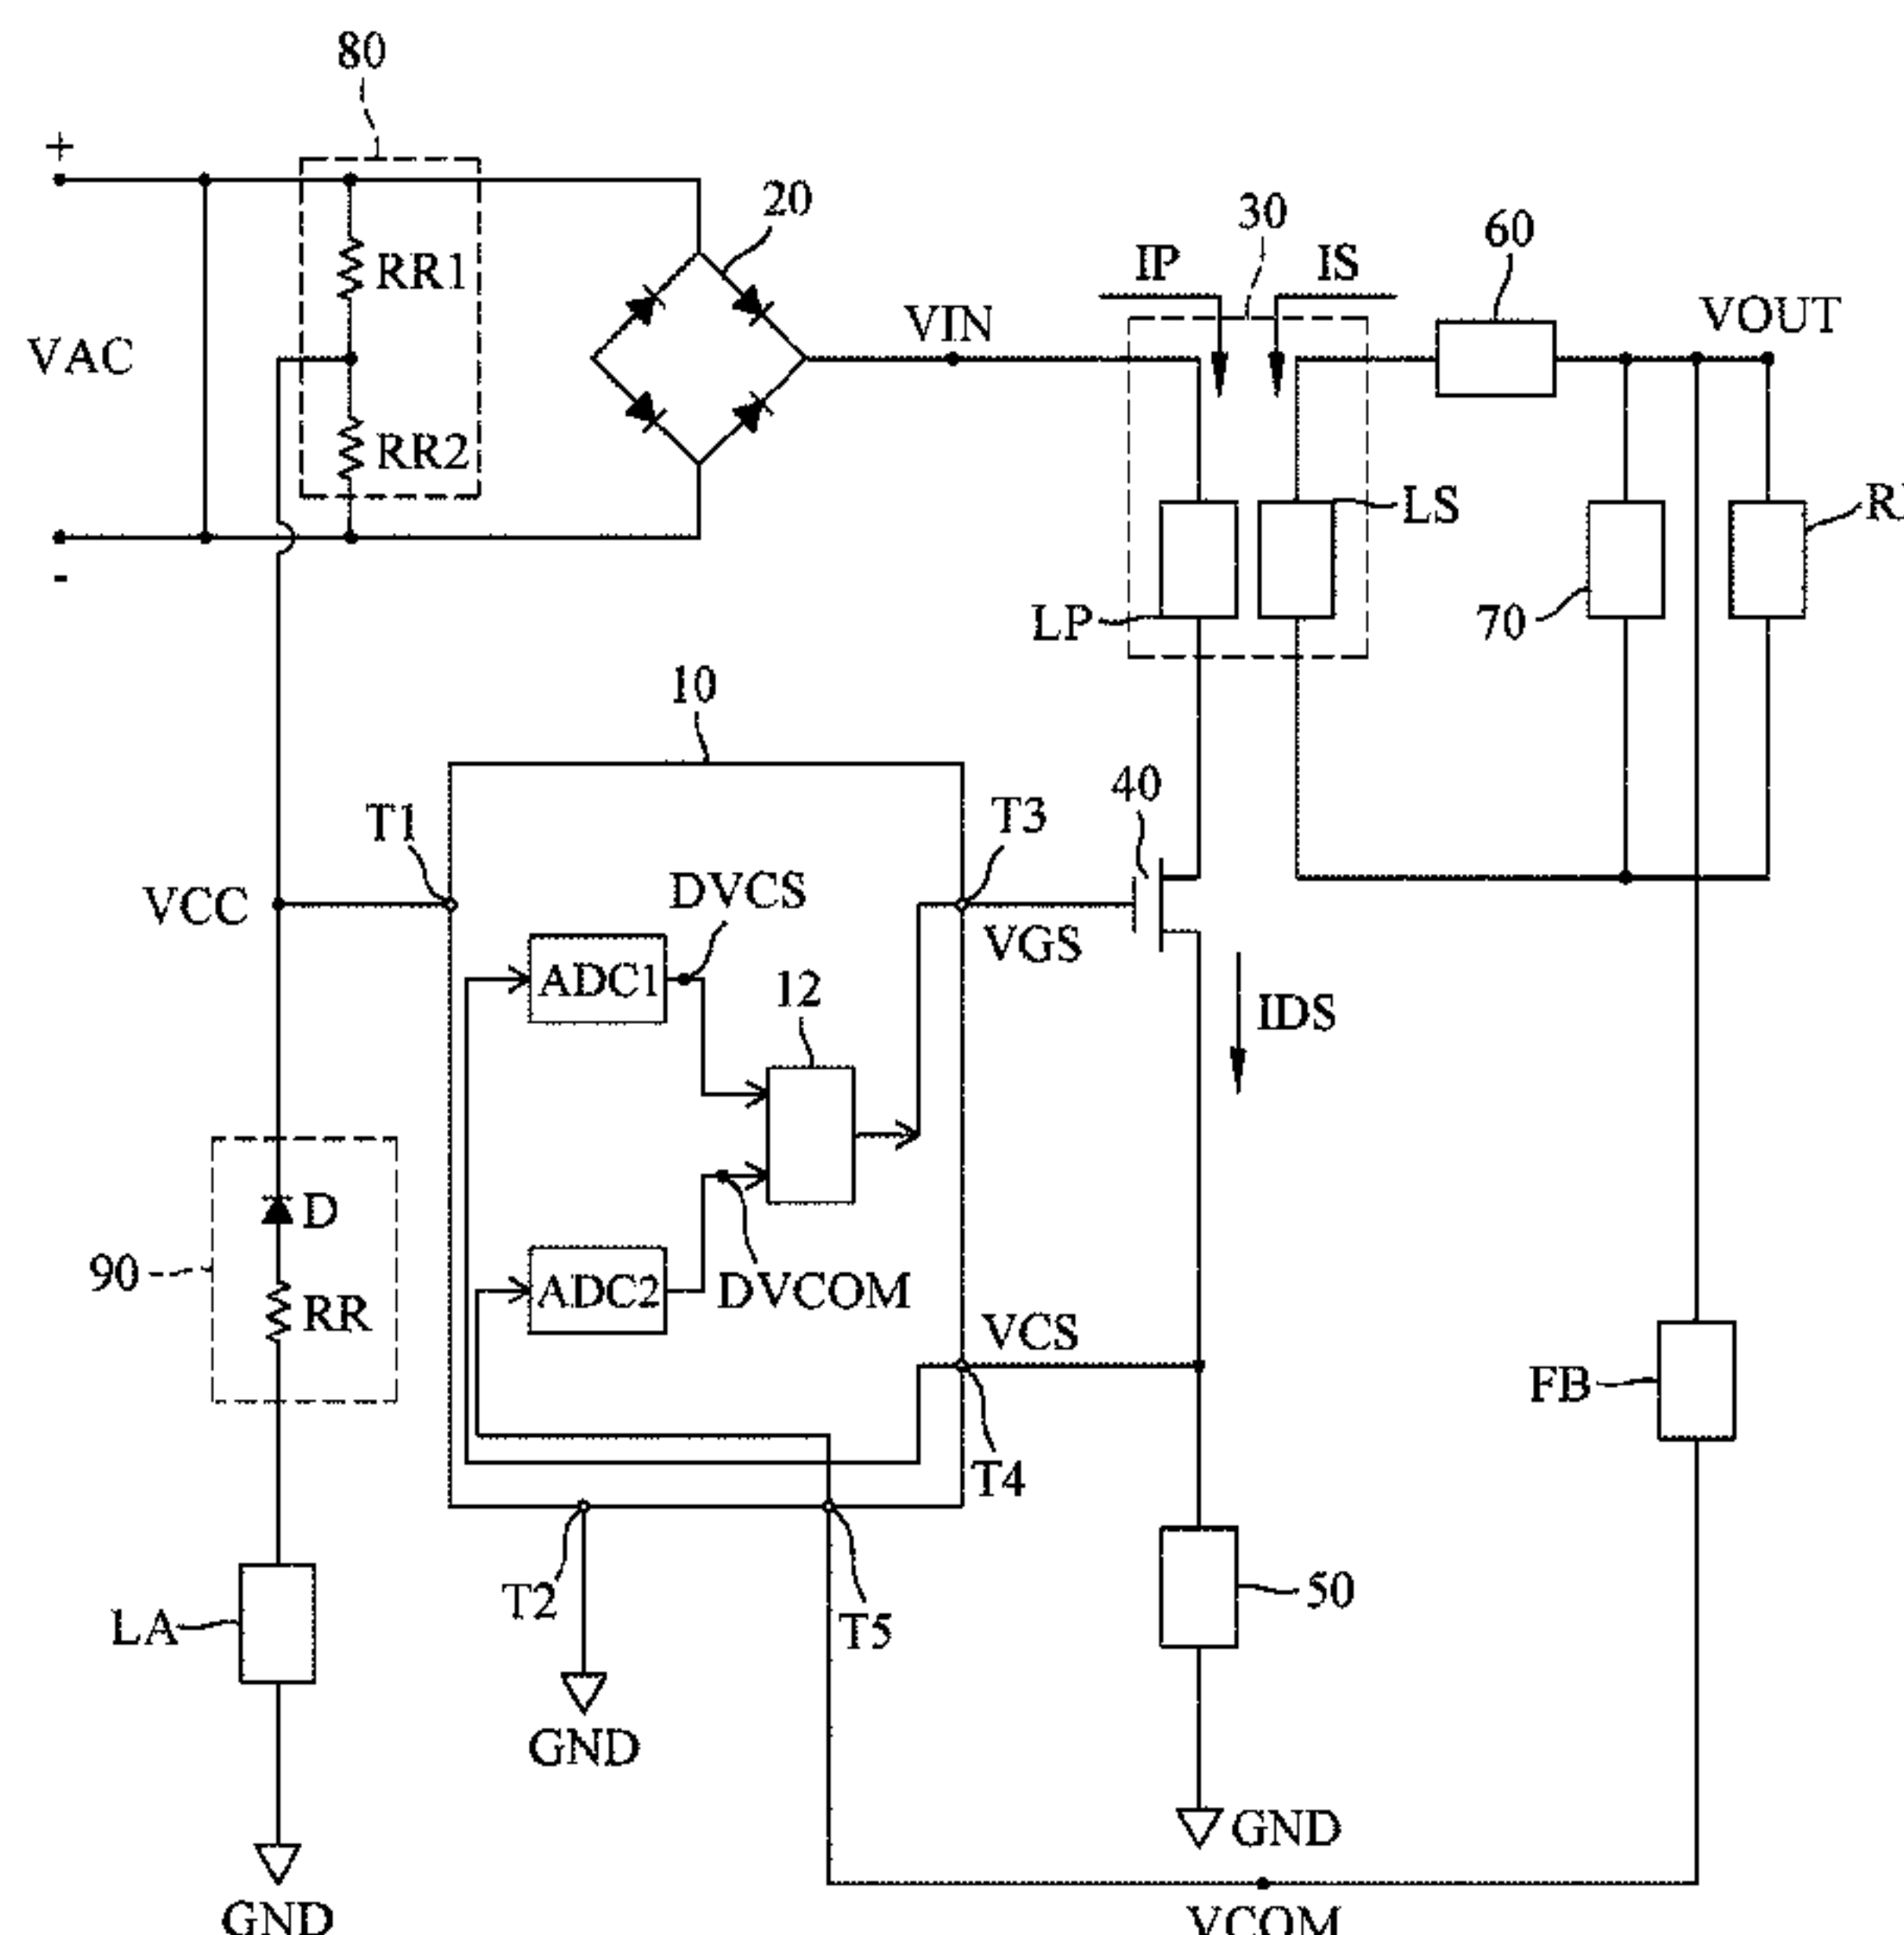 80
+
20
RR1
30
60
IP
IS
VIN
VOUT
VAC
RR2
LS
-
LP
70
10
40
T1
T3
VCC
DVCS
VGS
ADC1
12
IDS
D
90
ADC2
DVCOM
RR
VCS
FB
T4
T2
50
LA
T5
GND
GND
GND
VCOM